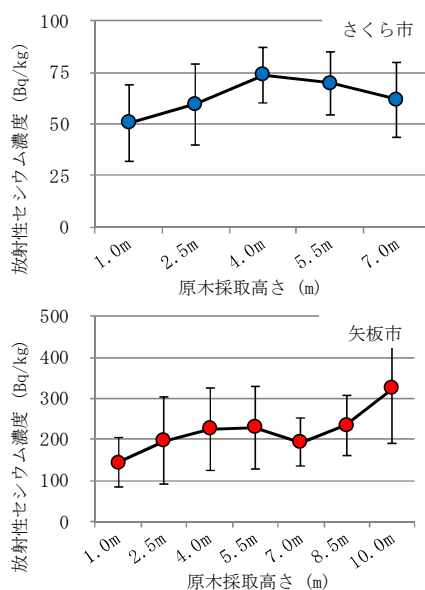 さくら市
放射性セシウム濃度 (Bq/kg)
100
75
50
25
0
1.0m 2.5m 4.0m 5.5m 7.0m
原木採取高さ (m)
矢板市
放射性セシウム濃度 (Bq/kg)
500
400
300
200
100
0
1.0m 2.5m 4.0m 5.5m 7.0m 8.5m 10.0m
原木採取高さ (m)